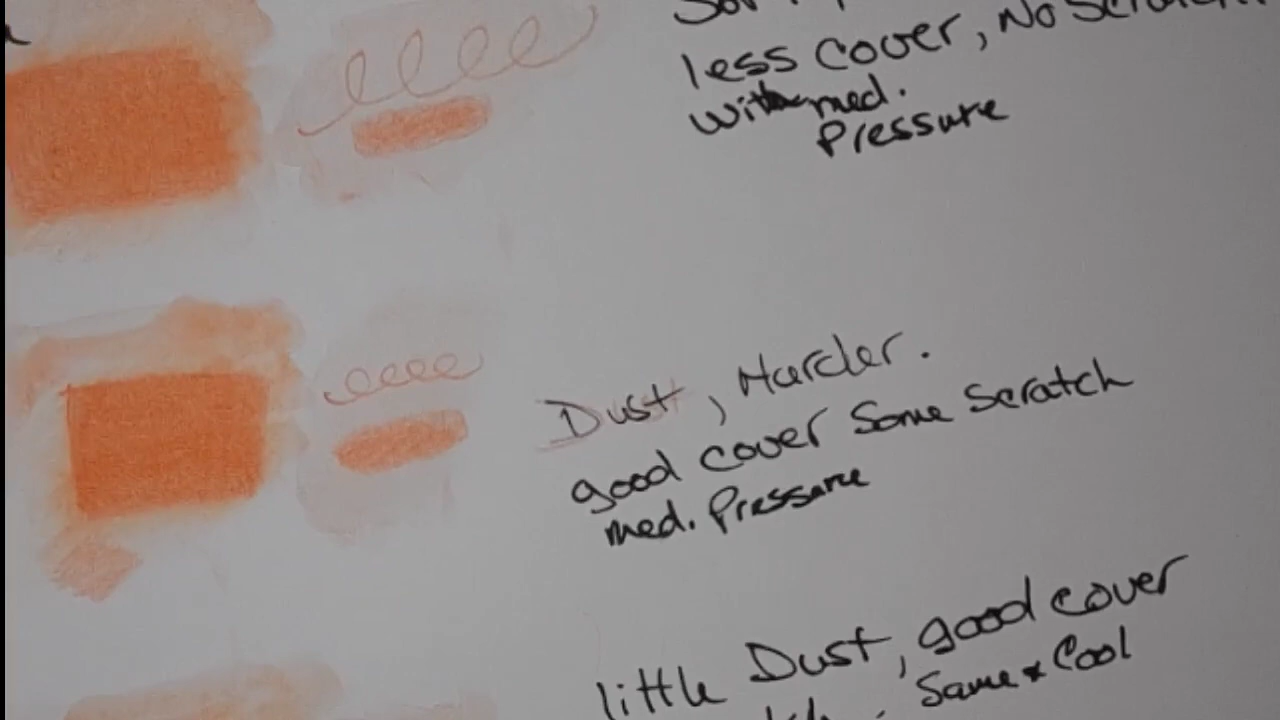 less cover, No
with med.
Pressure
Dust, Harder.
good cover Some Scratch
med. Pressure
little Dust, good cover
Same & Cool